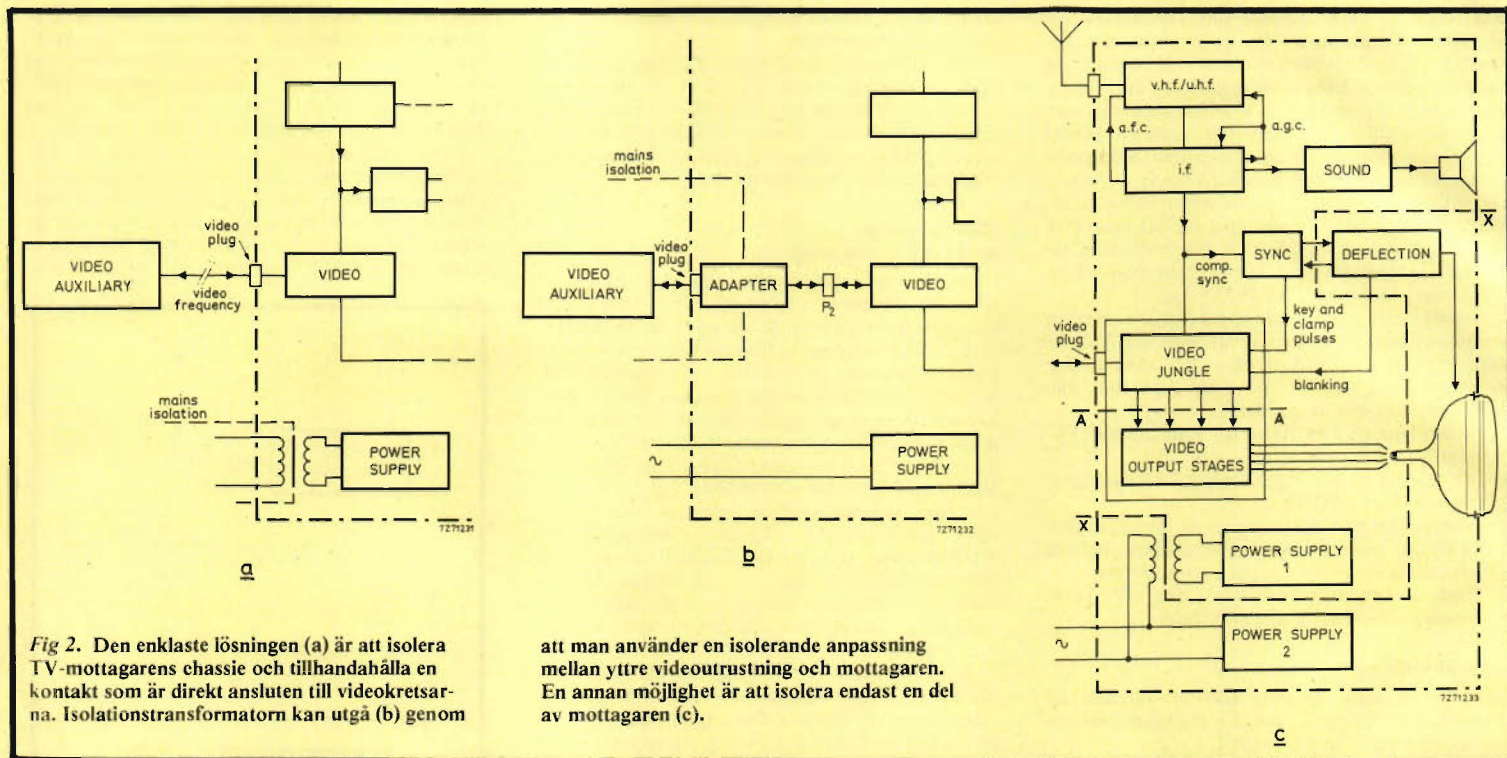 video
plug
VIDEO
AUXILIARY
video
frequency
VIDEO
mains
isolation
POWER
SUPPLY
7Z71231
a
mains
isolation
video
plug
VIDEO
AUXILIARY
ADAPTER
P2
VIDEO
~
POWER
SUPPLY
7Z71232
b
v.h.f./u.h.f.
a.f.c.
a.g.c.
i.f.
SOUND
X
SYNC
DEFLECTION
comp.
sync
key and
clamp
pulses
video
plug
VIDEO
JUNGLE
blanking
A
A
VIDEO
OUTPUT STAGES
X
POWER SUPPLY
1
~
POWER SUPPLY
2
7Z71233
c
Fig 2. Den enklaste lösningen (a) är att isolera
TV-mottagarens chassie och tillhandahålla en
kontakt som är direkt ansluten till videokretsar-
na. Isolationstransformatorn kan utgå (b) genom
att man använder en isolerande anpassning
mellan yttre videoutrustning och mottagaren.
En annan möjlighet är att isolera endast en del
av mottagaren (c).